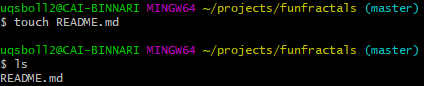 uqsboll2@CAI-BINNARI MINGW64 ~/projects/funfractals (master)
$ touch README.md
uqsboll2@CAI-BINNARI MINGW64 ~/projects/funfractals (master)
$ ls
README.md